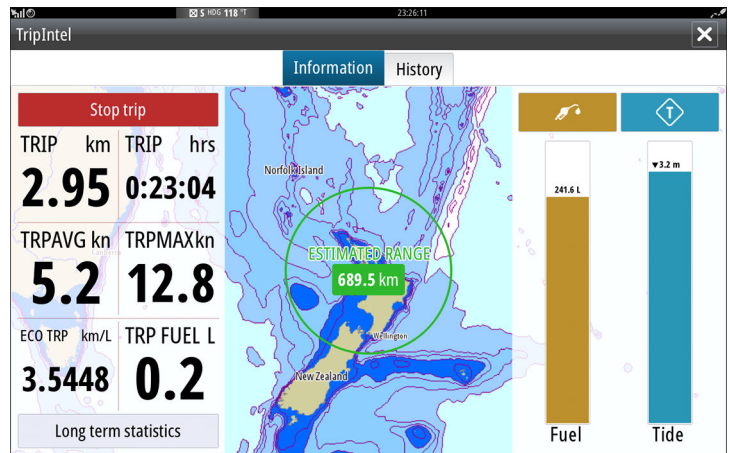 S HDG 118 °T
23:26:11
TripIntel
Information
History
Stop trip
TRIP km
2.95
TRIP hrs
0:23:04
TRPAVG kn
5.2
TRPMAX kn
12.8
ECO TRP km/L
3.5448
TRP FUEL L
0.2
Long term statistics
Norfolk Island
ESTIMATED RANGE
689.5 km
Wellington
New Zealand
T
241.6 L
▼3.2 m
Fuel
Tide